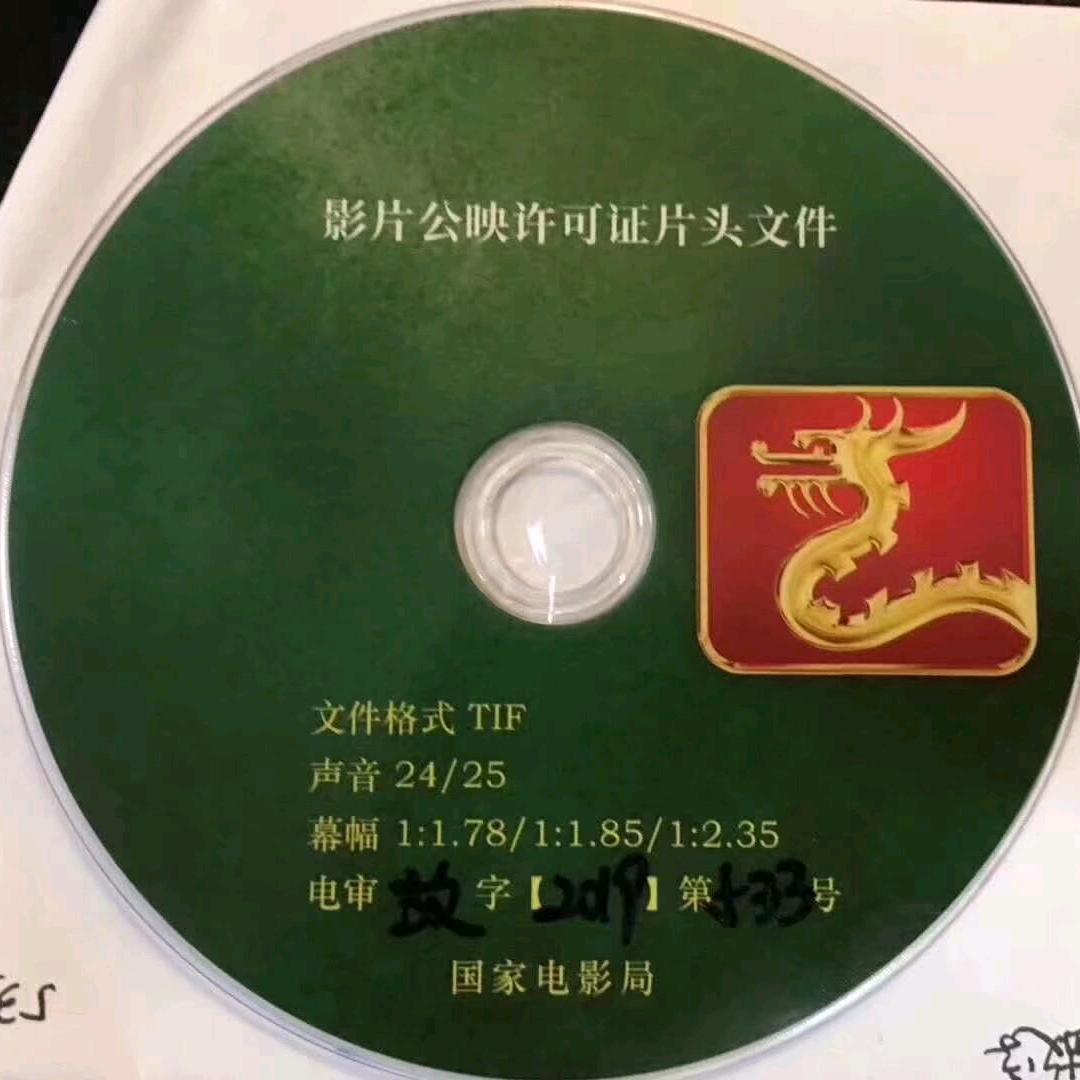 影片公映许可证片头文件
文件格式 TIF
声音 24/25
幕幅 1:1.78/1:1.85/1:2.35
电审 故 字【2019】第533号
国家电影局